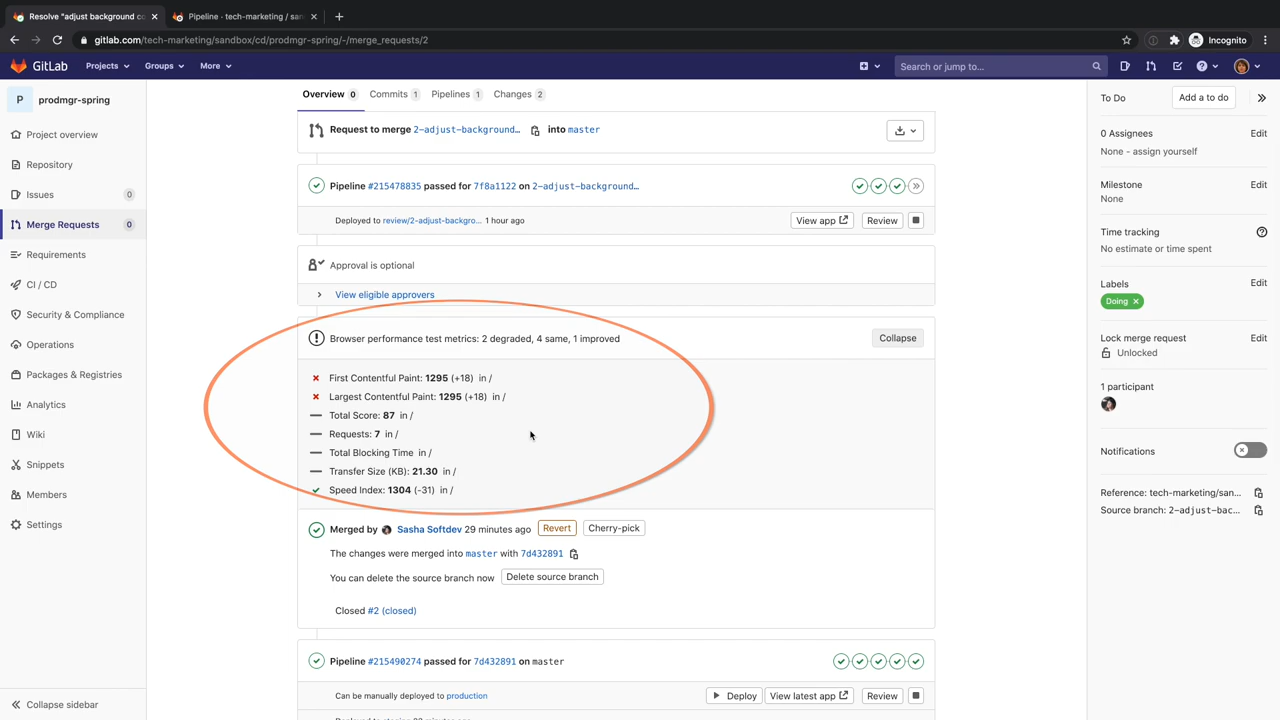 Resolve "adjust background co
Pipeline · tech-marketing / san
gitlab.com/tech-marketing/sandbox/cd/prodmgr-spring/-/merge_requests/2
Incognito
GitLab
Projects
Groups
More
Search or jump to...
P
prodmgr-spring
Project overview
Repository
Issues
0
Merge Requests
0
Requirements
CI / CD
Security & Compliance
Operations
Packages & Registries
Analytics
Wiki
Snippets
Members
Settings
Collapse sidebar
Overview 0
Commits 1
Pipelines 1
Changes 2
Request to merge 2-adjust-background… into master
Pipeline #215478835 passed for 7f8a1122 on 2-adjust-background…
Deployed to review/2-adjust-backgro... 1 hour ago
View app
Review
Approval is optional
View eligible approvers
Browser performance test metrics: 2 degraded, 4 same, 1 improved
Collapse
First Contentful Paint: 1295 (+18) in /
Largest Contentful Paint: 1295 (+18) in /
Total Score: 87 in /
Requests: 7 in /
Total Blocking Time in /
Transfer Size (KB): 21.30 in /
Speed Index: 1304 (-31) in /
Merged by Sasha Softdev 29 minutes ago
Revert
Cherry-pick
The changes were merged into master with 7d432891
You can delete the source branch now
Delete source branch
Closed #2 (closed)
Pipeline #215490274 passed for 7d432891 on master
Can be manually deployed to production
Deploy
View latest app
Review
To Do
Add a to do
0 Assignees
Edit
None - assign yourself
Milestone
Edit
None
Time tracking
No estimate or time spent
Labels
Edit
Doing
Lock merge request
Edit
Unlocked
1 participant
Notifications
Reference: tech-marketing/san...
Source branch: 2-adjust-bac...